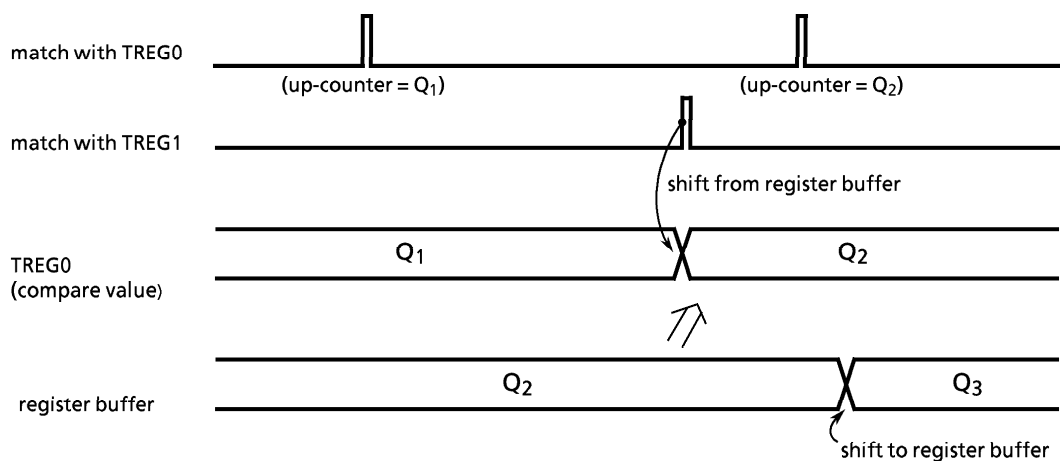 match with TREG0
(up-counter = Q1)
(up-counter = Q2)
match with TREG1
shift from register buffer
TREG0
(compare value)
Q1
Q2
register buffer
Q2
Q3
shift to register buffer